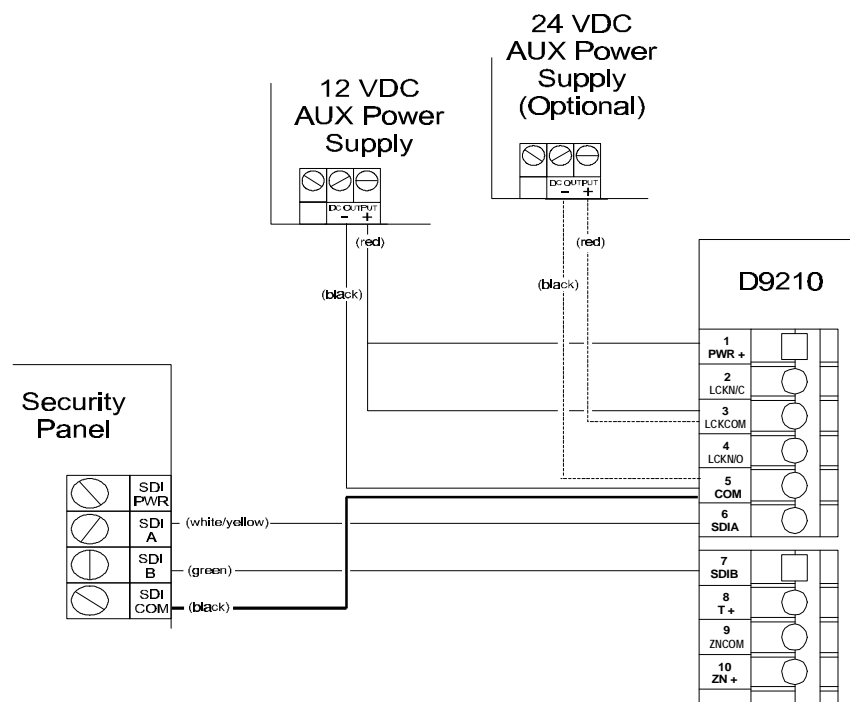 24 VDC
AUX Power
Supply
(Optional)
12 VDC
AUX Power
Supply
DC OUTPUT
- +
DC OUTPUT
- +
(red)
(red)
(black)
(black)
D9210
1
PWR +
2
LCKN/C
3
LCKCOM
4
LCKN/O
5
COM
6
SDIA
7
SDIB
8
T +
9
ZNCOM
10
ZN +
Security
Panel
SDI
PWR
SDI
A
(white/yellow)
SDI
B
(green)
SDI
COM
(black)